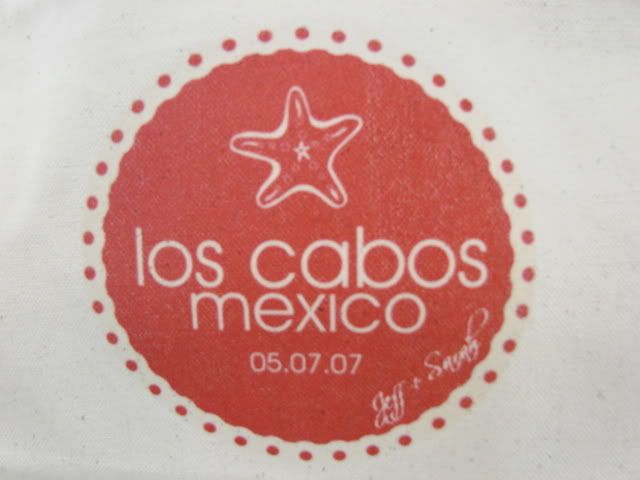 los cabos
mexico
05.07.07
Jeff + Sarah